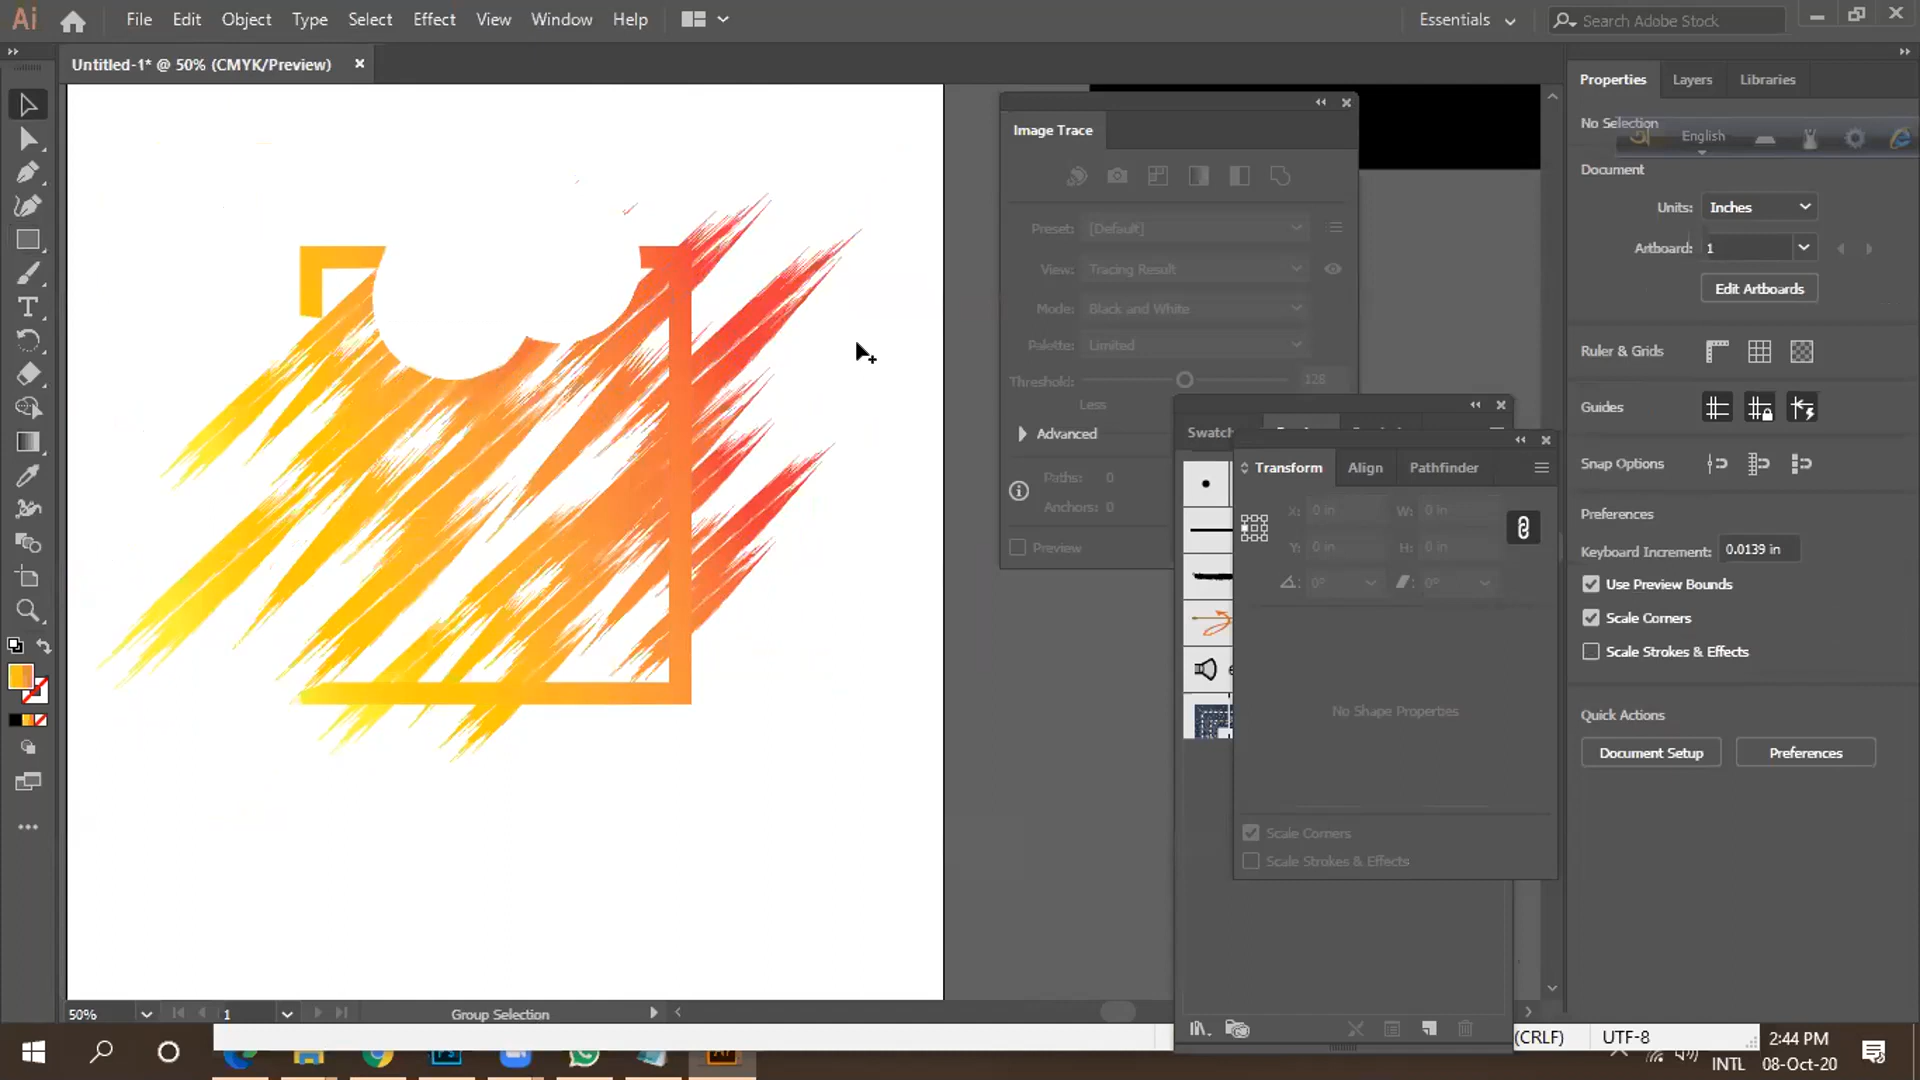 Ai
File Edit Object Type Select Effect View Window Help
Essentials
Search Adobe Stock
Untitled-1* @ 50% (CMYK/Preview)
Properties Layers Libraries
No Selection
English
Document
Units: Inches
Artboard: 1
Edit Artboards
Ruler & Grids
Guides
Snap Options
Preferences
Keyboard Increment: 0.0139 in
Use Preview Bounds
Scale Corners
Scale Strokes & Effects
Quick Actions
Document Setup Preferences
Image Trace
Preset: [Default]
View: Tracing Result
Mode: Black and White
Palette: Limited
Threshold: 128
Less
Advanced
Paths: 0
Anchors: 0
Preview
Swatch
Transform Align Pathfinder
X: 0 in W: 0 in
Y: 0 in H: 0 in
0° 0°
No Shape Properties
Scale Corners
Scale Strokes & Effects
50% 1 Group Selection
(CRLF) UTF-8
2:44 PM
INTL 08-Oct-20